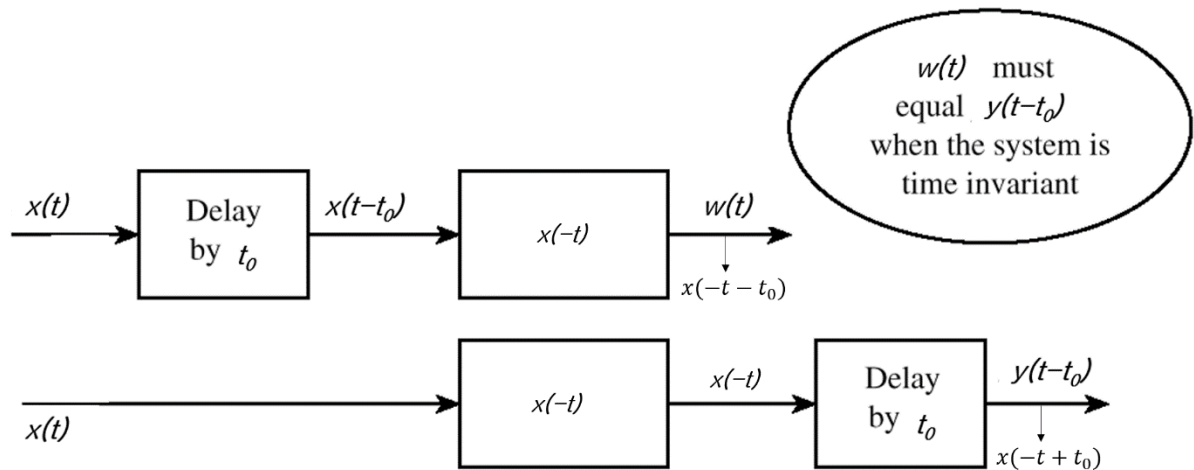 w(t) must
equal y(t−t₀)
when the system is
time invariant
x(t)
Delay
by t₀
x(t−t₀)
x(−t)
w(t)
x(−t − t₀)
x(t)
x(−t)
x(−t)
Delay
by t₀
y(t−t₀)
x(−t + t₀)